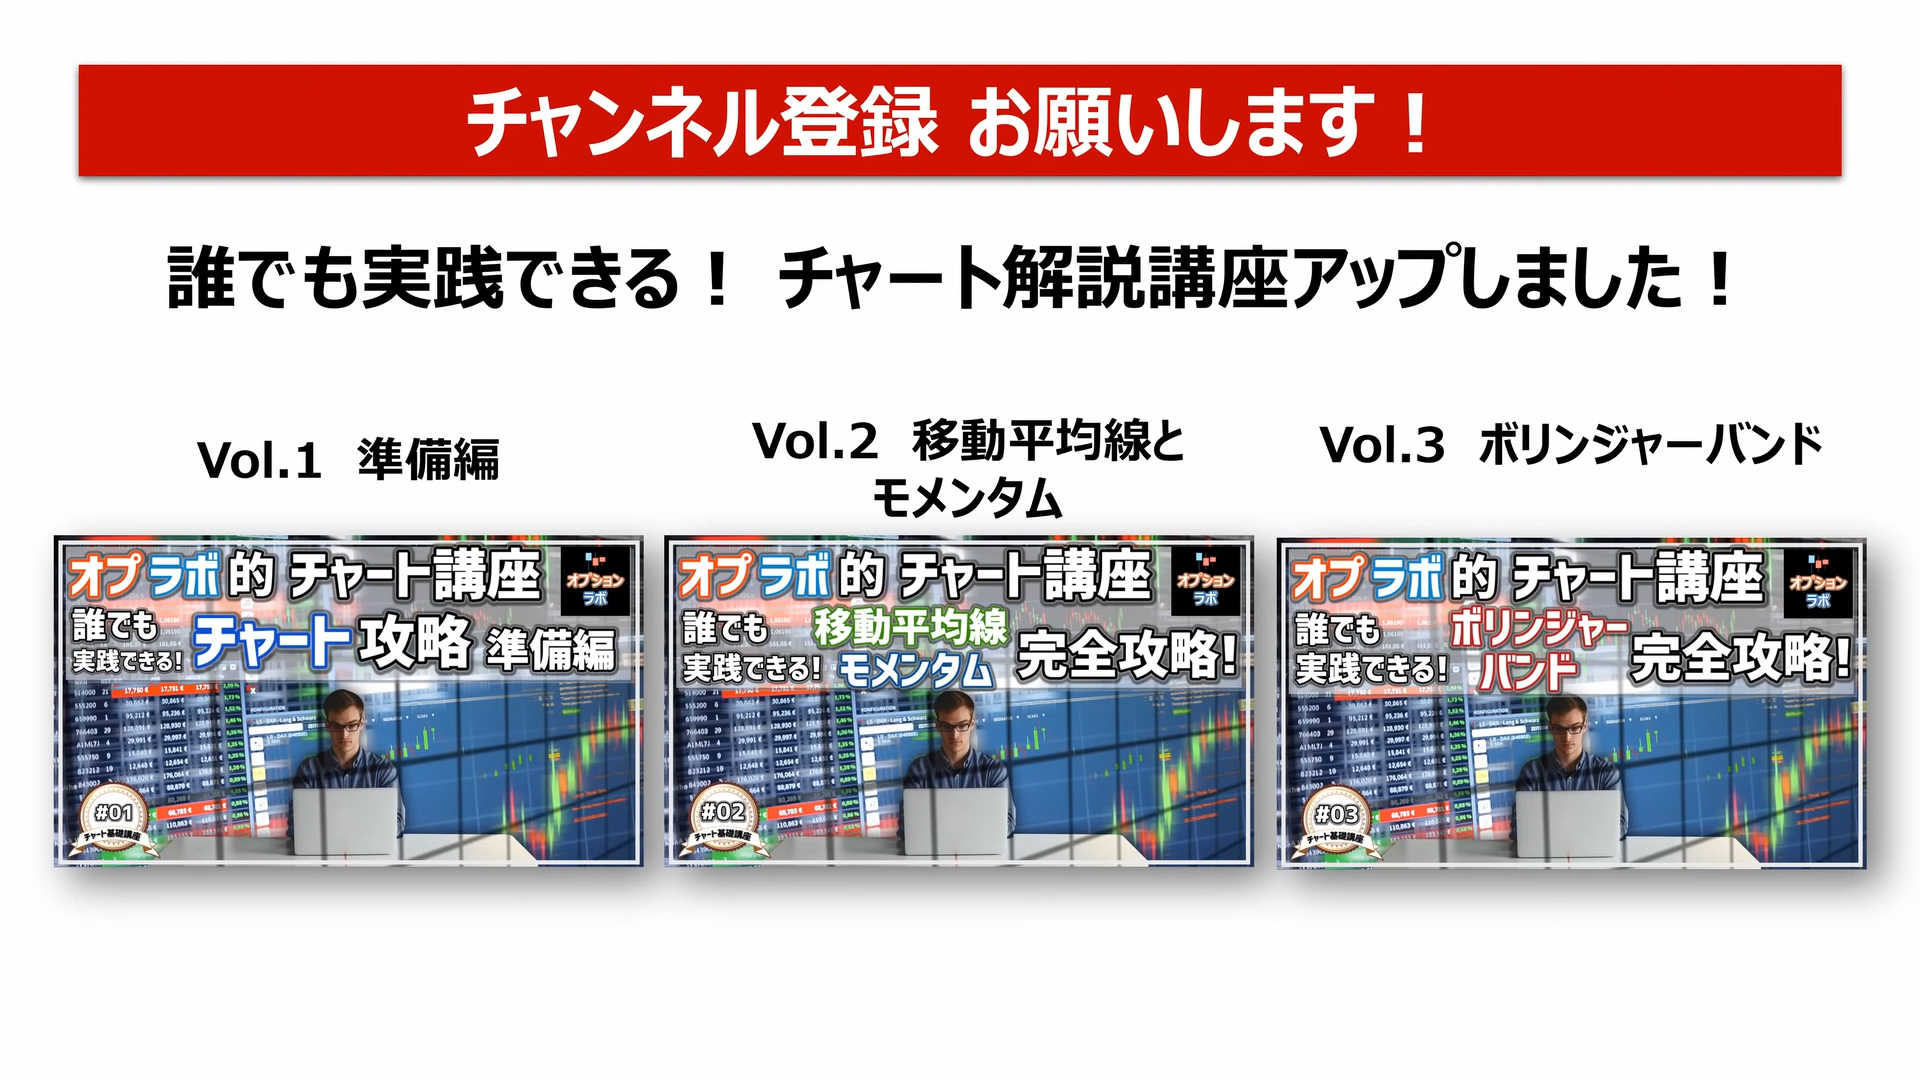 チャンネル登録 お願いします！
誰でも実践できる！ チャート解説講座アップしました！
Vol.1 準備編
Vol.2 移動平均線と
モメンタム
Vol.3 ボリンジャーバンド
オプラボ的 チャート講座
オプション
ラボ
誰でも
実践できる!
チャート攻略 準備編
#01
チャート基礎講座
オプラボ的 チャート講座
オプション
ラボ
誰でも
実践できる!
移動平均線
モメンタム
完全攻略!
#02
チャート基礎講座
オプラボ的 チャート講座
オプション
ラボ
誰でも
実践できる!
ボリンジャー
バンド
完全攻略!
#03
チャート基礎講座